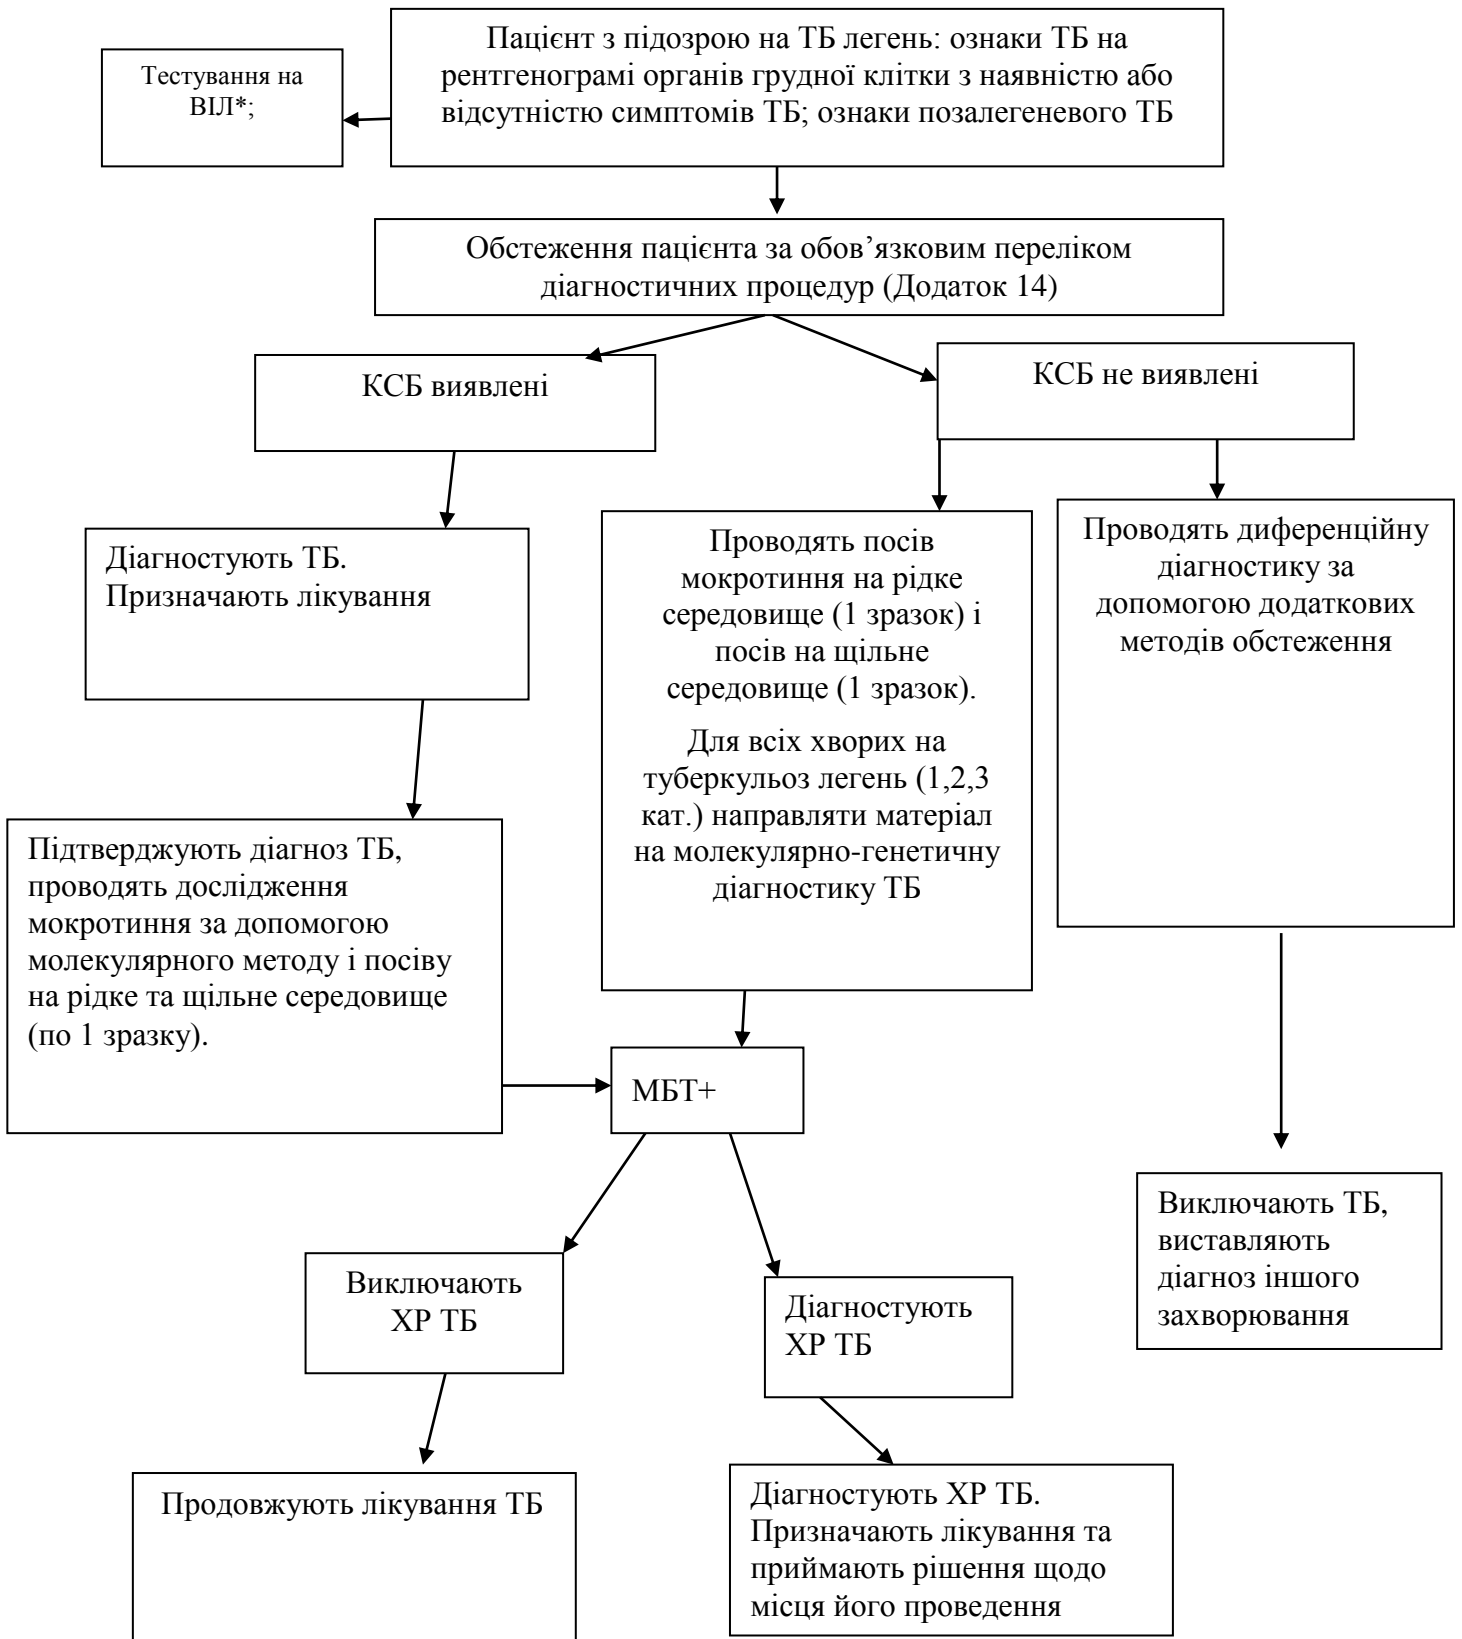 Пацієнт з підозрою на ТБ легень: ознаки ТБ на
рентгенограмі органів грудної клітки з наявністю або
відсутністю симптомів ТБ; ознаки позалегеневого ТБ
Тестування на
ВІЛ*;
Обстеження пацієнта за обов’язковим переліком
діагностичних процедур (Додаток 14)
КСБ виявлені
КСБ не виявлені
Діагностують ТБ.
Призначають лікування
Проводять посів
мокротиння на рідке
середовище (1 зразок) і
посів на щільне
середовище (1 зразок).
Для всіх хворих на
туберкульоз легень (1,2,3
кат.) направляти матеріал
на молекулярно-генетичну
діагностику ТБ
Проводять диференційну
діагностику за
допомогою додаткових
методів обстеження
Підтверджують діагноз ТБ,
проводять дослідження
мокротиння за допомогою
молекулярного методу і посіву
на рідке та щільне середовище
(по 1 зразку).
МБТ+
Виключають ТБ,
виставляють
діагноз іншого
захворювання
Виключають
ХР ТБ
Діагностують
ХР ТБ
Продовжують лікування ТБ
Діагностують ХР ТБ.
Призначають лікування та
приймають рішення щодо
місця його проведення